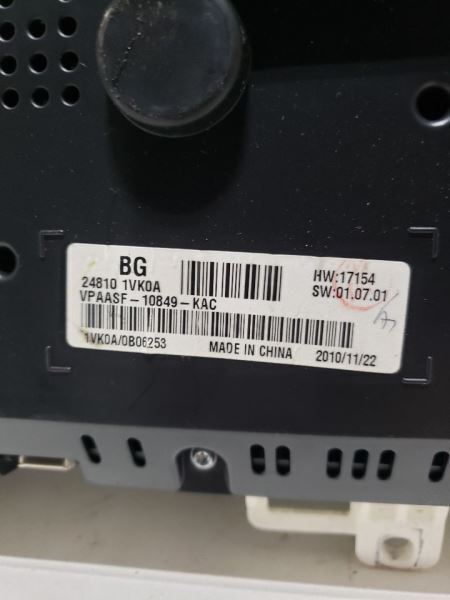 BG
24810 1VK0A
VPAASF-10849-KAC
HW:17154
SW:01.07.01
1VK0A/0B06253 MADE IN CHINA 2010/11/22